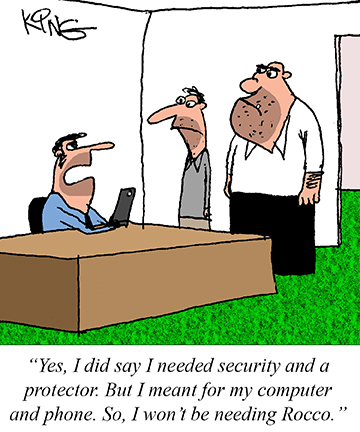 KING
“Yes, I did say I needed security and a
protector. But I meant for my computer
and phone. So, I won’t be needing Rocco.”